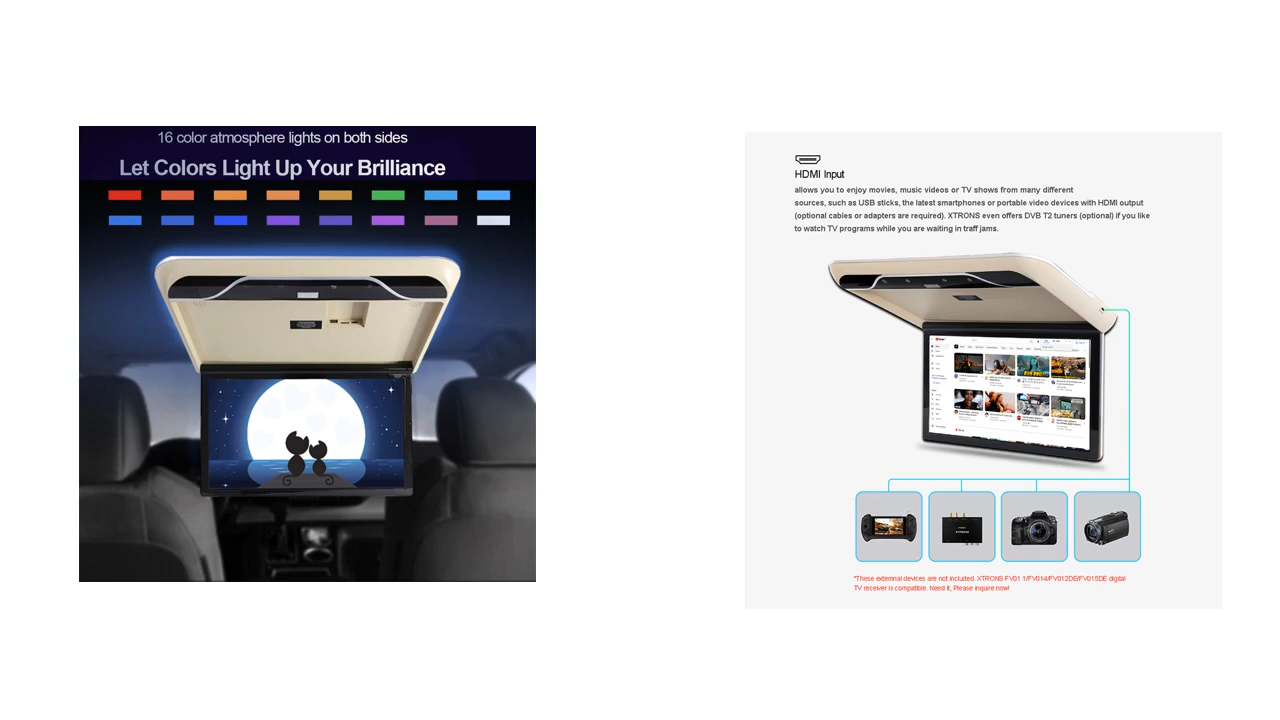 16 color atmosphere lights on both sides
Let Colors Light Up Your Brilliance
HDMI Input
allows you to enjoy movies, music videos or TV shows from many different
sources, such as USB sticks, the latest smartphones or portable video devices with HDMI output
(optional cables or adapters are required). XTRONS even offers DVB T2 tuners (optional) if you like
to watch TV programs while you are waiting in traff jams.
XTRONS
*These externnal devices are not included. XTRONS FV01 1/FV014/FV012DE/FV015DE digital
TV receiver is compatible. Need it, Please inquire now!